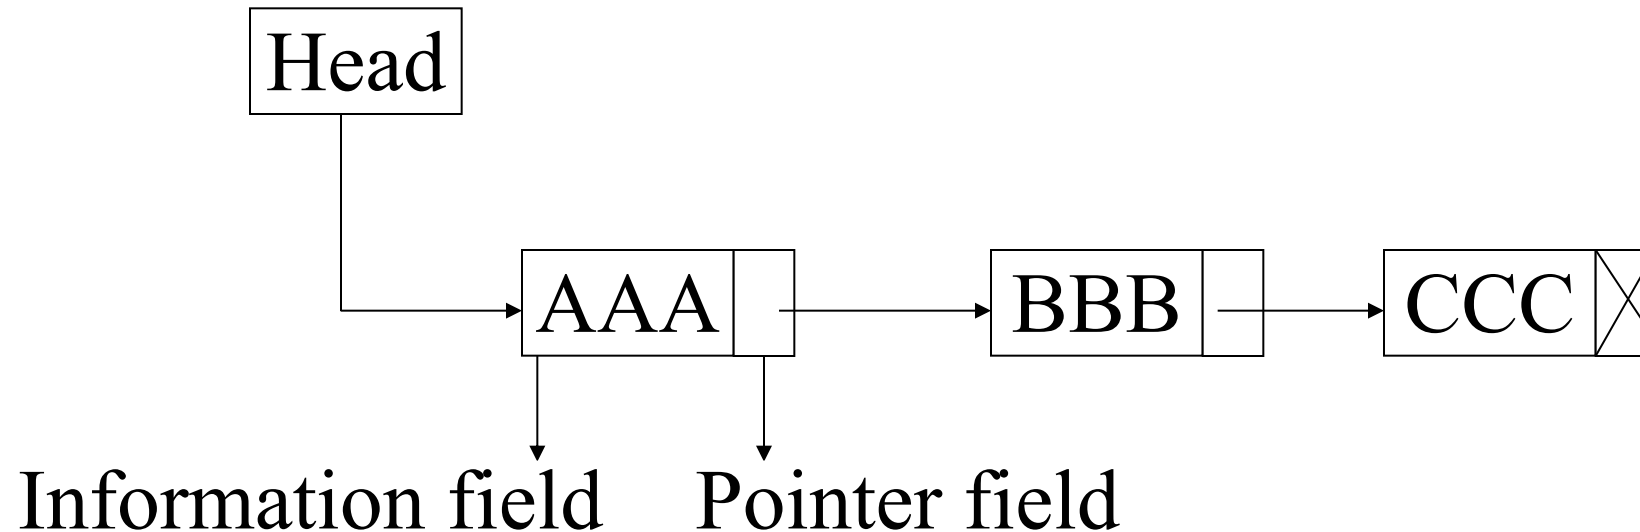 Head
AAA BBB CCC
Information field Pointer field